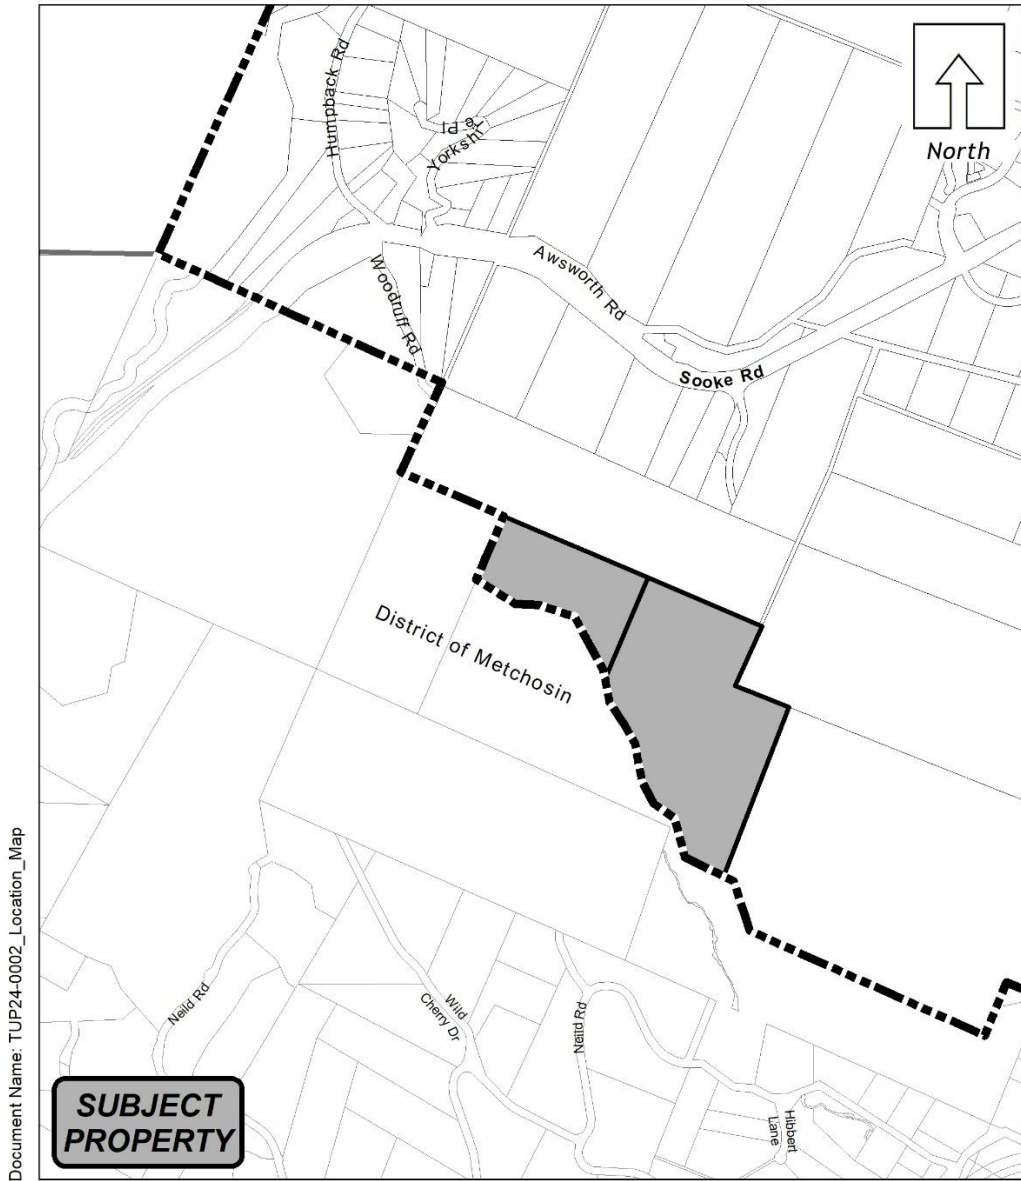 North
Humpback Rd
Yorkshire Pl
Awsworth Rd
Woodruff Rd
Sooke Rd
District of Metchosin
Neild Rd
Wild
Cherry Dr
Neild Rd
Hibbert
Lane
SUBJECT
PROPERTY
Document Name: TUP24-0002_Location_Map